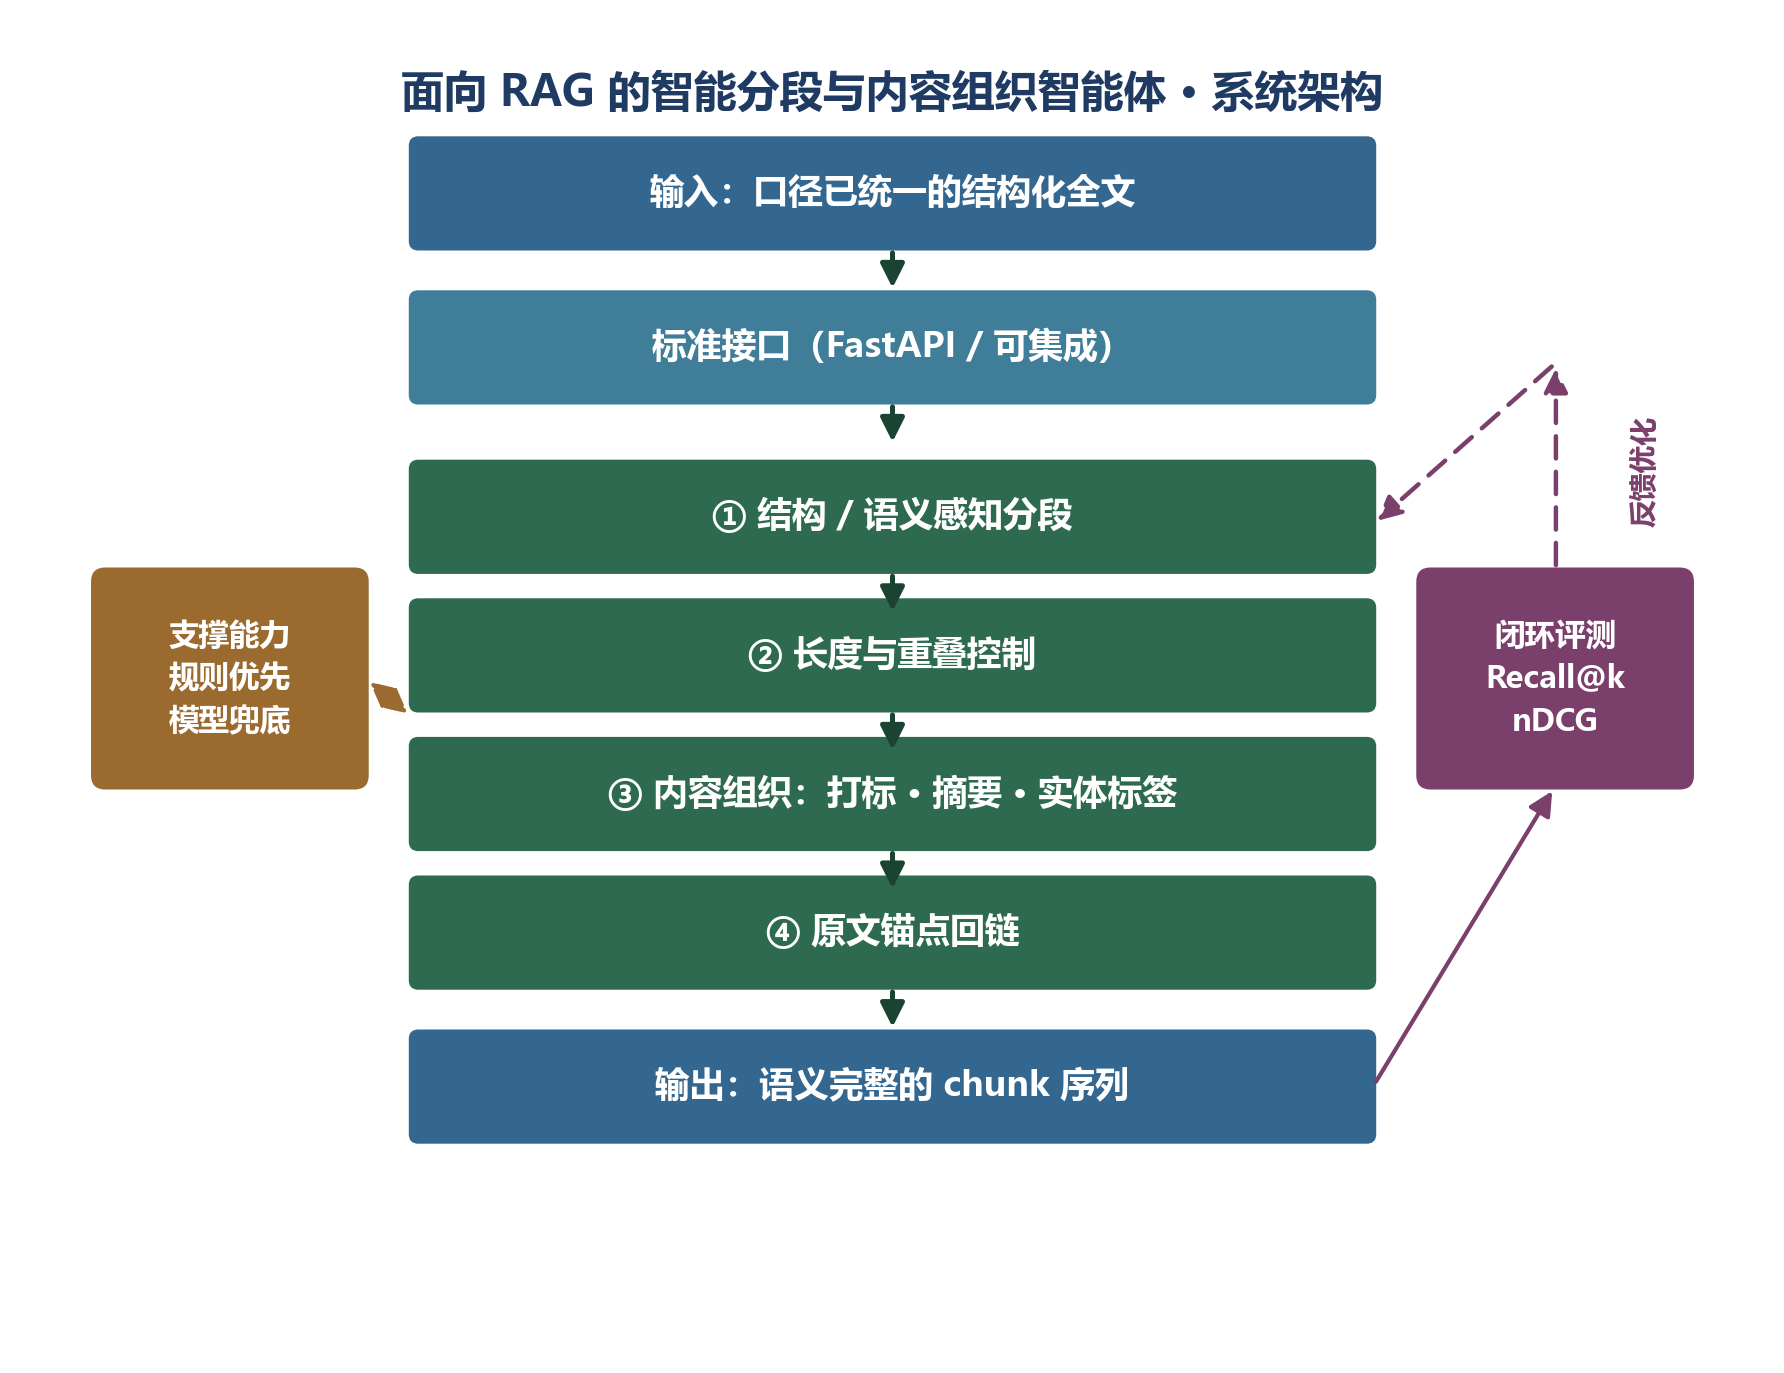 面向 RAG 的智能分段与内容组织智能体 · 系统架构
输入：口径已统一的结构化全文
标准接口（FastAPI / 可集成）
① 结构 / 语义感知分段
② 长度与重叠控制
③ 内容组织：打标 · 摘要 · 实体标签
④ 原文锚点回链
输出：语义完整的 chunk 序列
支撑能力
规则优先
模型兜底
闭环评测
Recall@k
nDCG
反馈优化